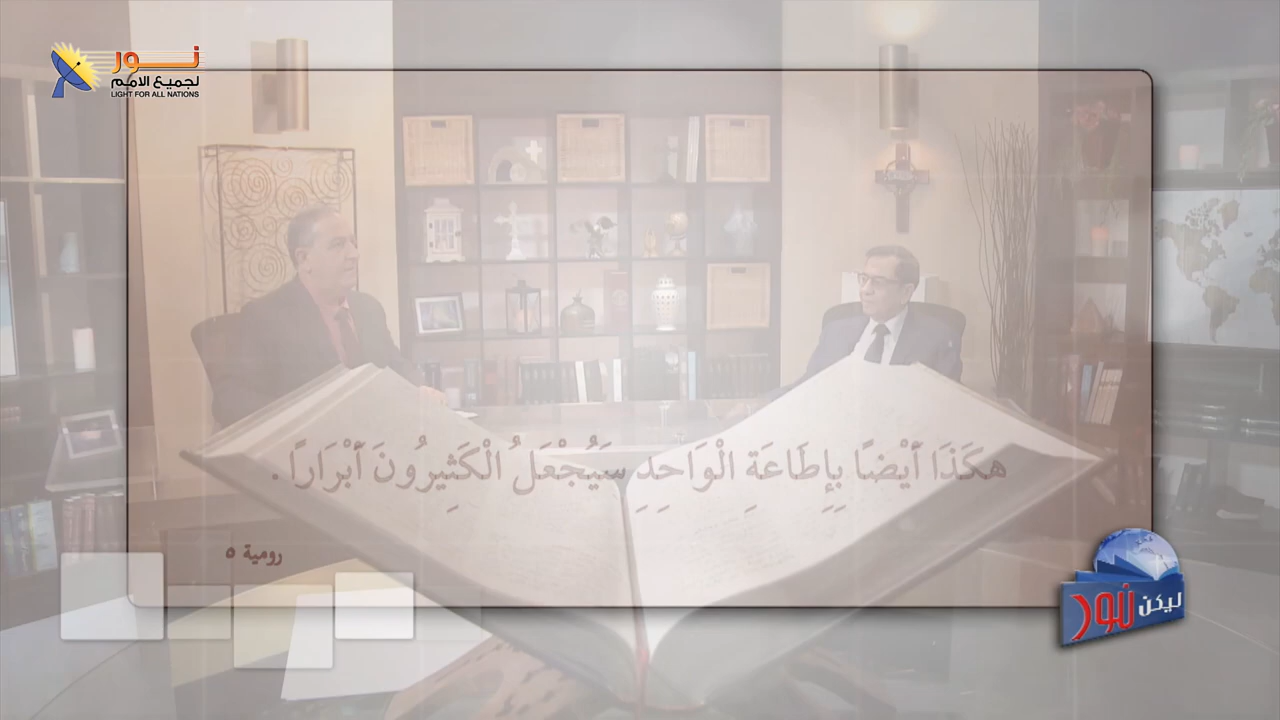 نور
لجميع الامم
LIGHT FOR ALL NATIONS
هكَذَا أَيْضًا بِإِطَاعَةِ الْوَاحِدِ سَيُجْعَلُ الْكَثِيرُونَ أَبْرَارًا .
رومية ٥
ليكن نور